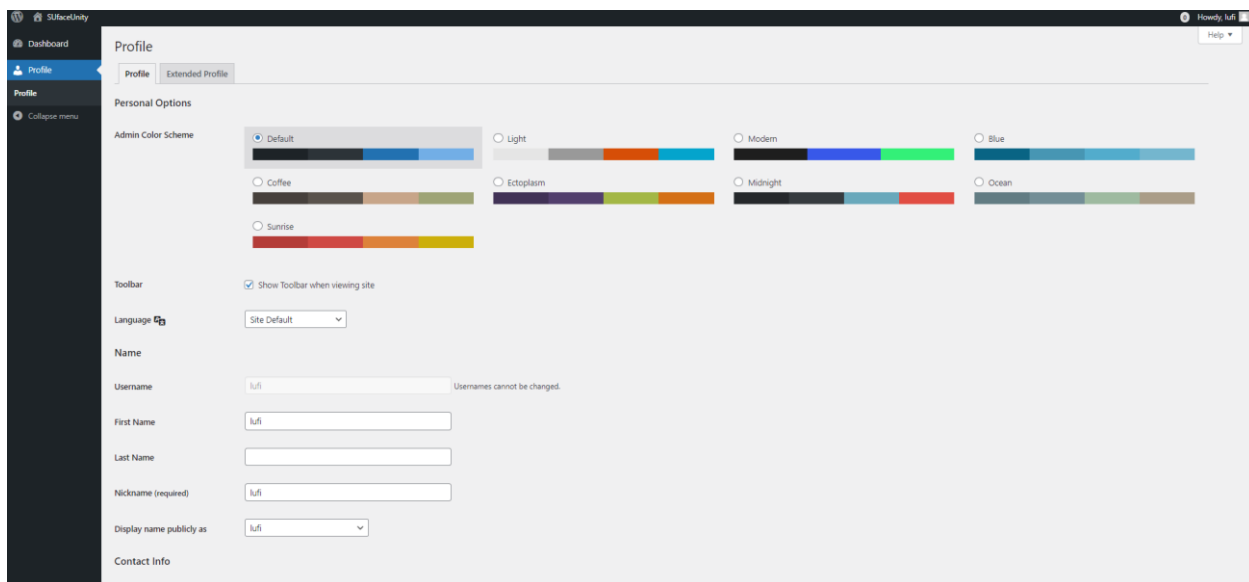 SUfaceUnity
0 Howdy, lufi
Help
Dashboard
Profile
Profile
Collapse menu
Profile
Profile Extended Profile
Personal Options
Admin Color Scheme
Default Light Modern Blue
Coffee Ectoplasm Midnight Ocean
Sunrise
Toolbar Show Toolbar when viewing site
Language Site Default
Name
Username lufi Usernames cannot be changed.
First Name lufi
Last Name
Nickname (required) lufi
Display name publicly as lufi
Contact Info